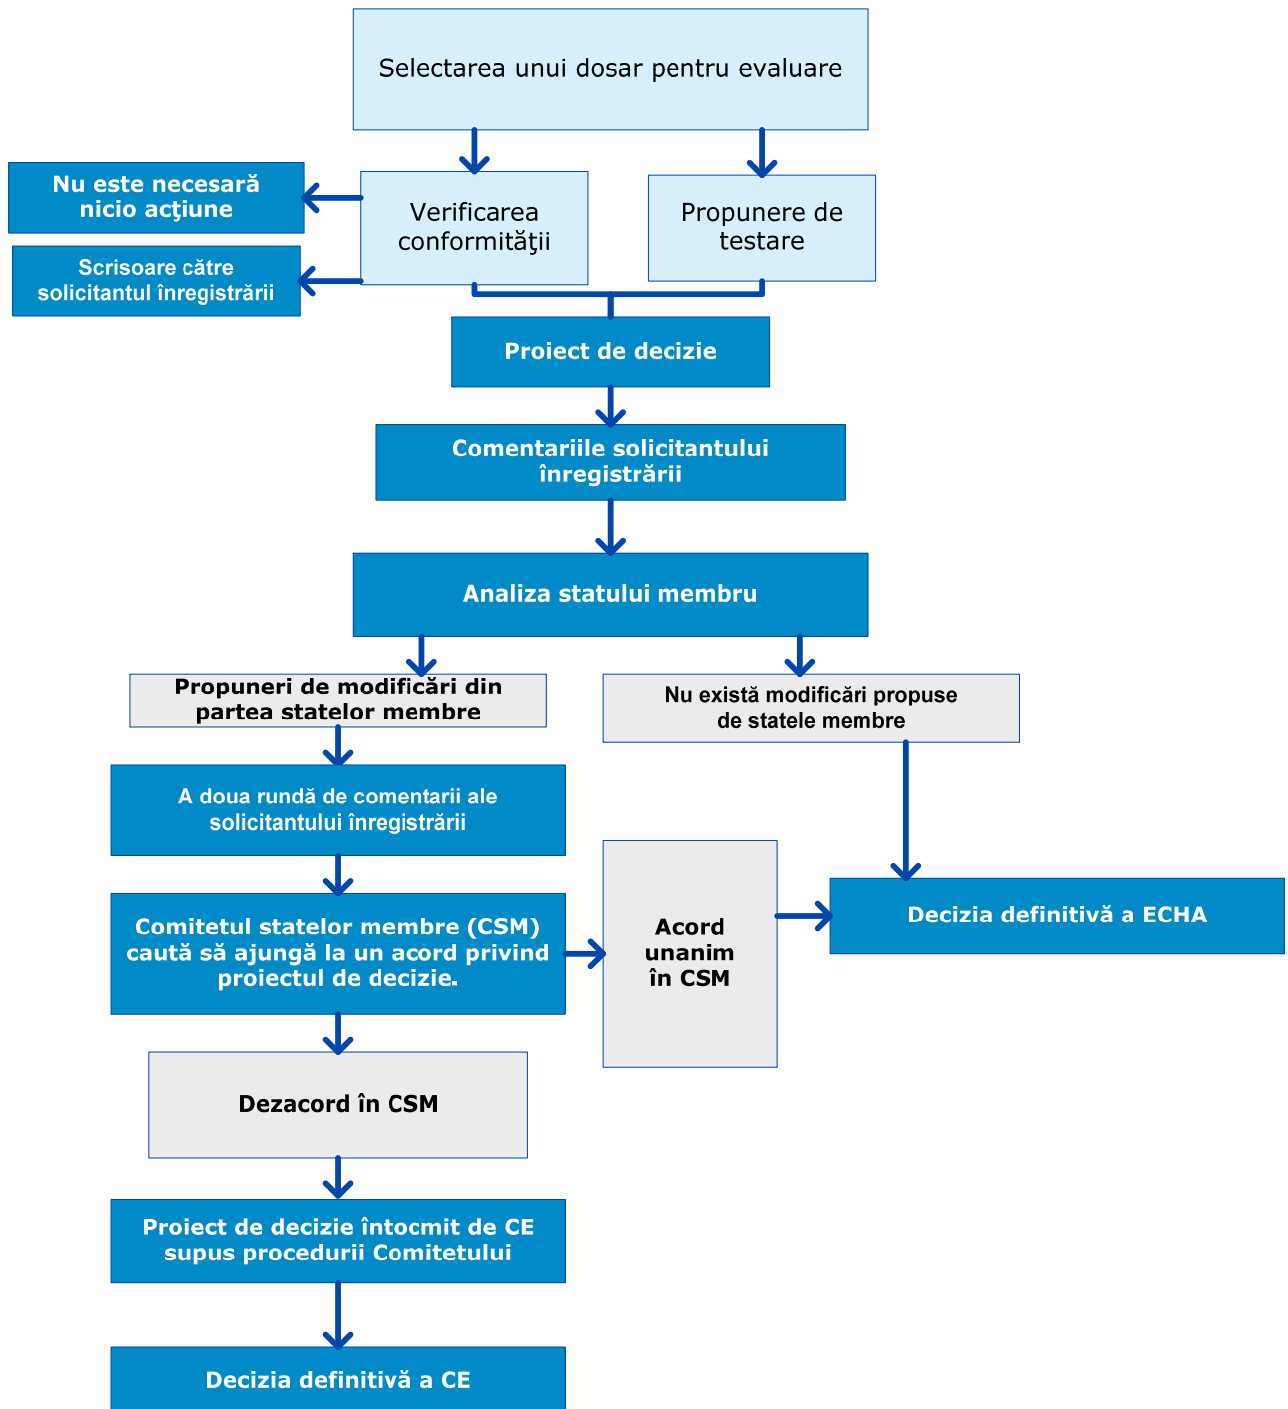 Selectarea unui dosar pentru evaluare
Nu este necesară
nicio acţiune
Verificarea
conformităţii
Propunere de
testare
Scrisoare către
solicitantul înregistrării
Proiect de decizie
Comentariile solicitantului
înregistrării
Analiza statului membru
Propuneri de modificări din
partea statelor membre
Nu există modificări propuse
de statele membre
A doua rundă de comentarii ale
solicitantului înregistrării
Comitetul statelor membre (CSM)
caută să ajungă la un acord privind
proiectul de decizie.
Acord
unanim
în CSM
Decizia definitivă a ECHA
Dezacord în CSM
Proiect de decizie întocmit de CE
supus procedurii Comitetului
Decizia definitivă a CE